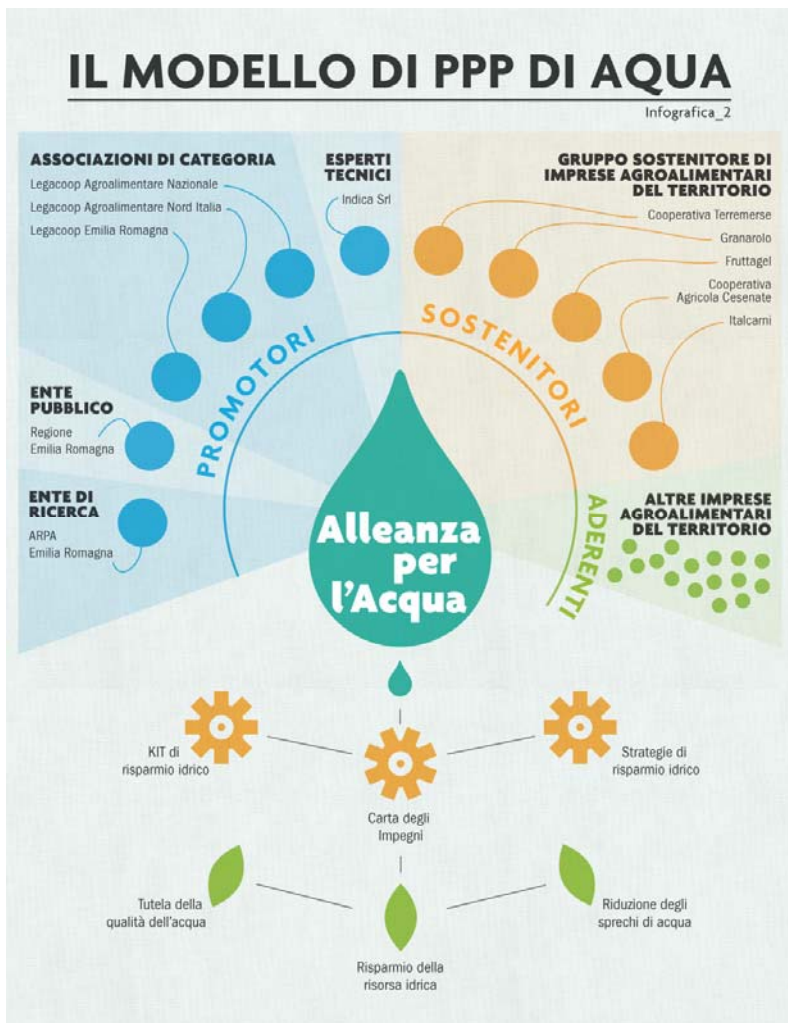 IL MODELLO DI PPP DI AQUA
Infografica_2
ASSOCIAZIONI DI CATEGORIA
Legacoop Agroalimentare Nazionale
Legacoop Agroalimentare Nord Italia
Legacoop Emilia Romagna
ESPERTI
TECNICI
Indica Srl
GRUPPO SOSTENITORE DI
IMPRESE AGROALIMENTARI
DEL TERRITORIO
Cooperativa Terremerse
Granarolo
Fruttagel
Cooperativa
Agricola Cesenate
Italcarni
PROMOTORI
SOSTENITORI
ENTE
PUBBLICO
Regione
Emilia Romagna
ENTE DI
RICERCA
ARPA
Emilia Romagna
ADERENTI
ALTRE IMPRESE
AGROALIMENTARI
DEL TERRITORIO
Alleanza
per
l'Acqua
KIT di
risparmio idrico
Strategie di
risparmio idrico
Carta degli
Impegni
Tutela della
qualità dell'acqua
Riduzione degli
sprechi di acqua
Risparmio della
risorsa idrica